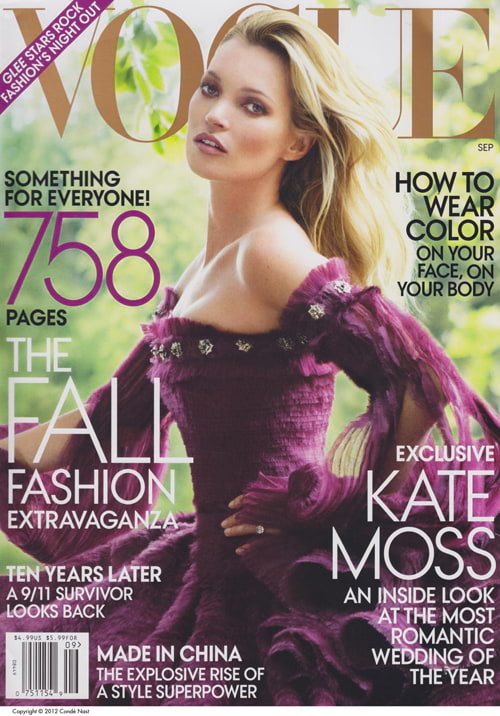 GLEE STARS ROCK
FASHION'S NIGHT OUT
VOGUE
SEP
SOMETHING
FOR EVERYONE!
758
PAGES
HOW TO
WEAR
COLOR
ON YOUR
FACE, ON
YOUR BODY
THE
FALL
FASHION
EXTRAVAGANZA
EXCLUSIVE
KATE
MOSS
AN INSIDE LOOK
AT THE MOST
ROMANTIC
WEDDING OF
THE YEAR
TEN YEARS LATER
A 9/11 SURVIVOR
LOOKS BACK
$4.99US $5.99FOR
09>
0 751154 9
MADE IN CHINA
THE EXPLOSIVE RISE OF
A STYLE SUPERPOWER
Copyright © 2012 Condé Nast